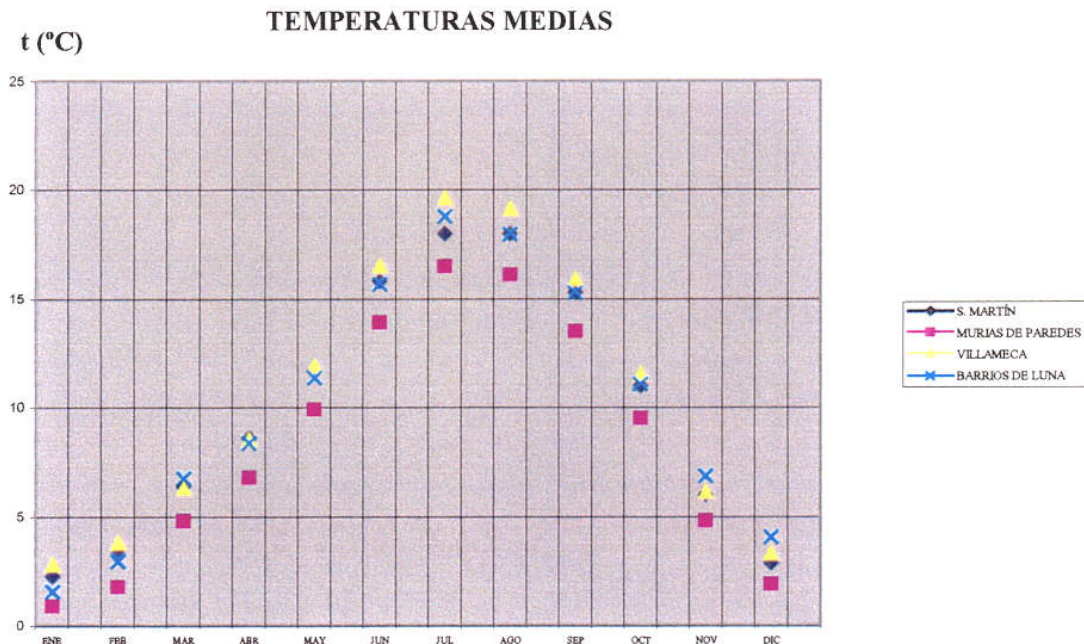 TEMPERATURAS MEDIAS
t (ºC)
25
20
15
10
5
0
ENE FEB MAR ABR MAY JUN JUL AGO SEP OCT NOV DIC
S. MARTÍN
MURIAS DE PAREDES
VILLAMECA
BARRIOS DE LUNA